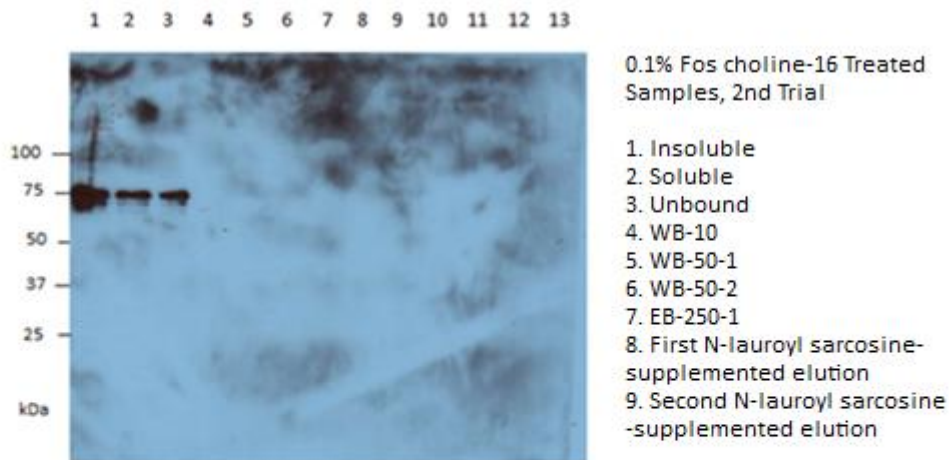 1 2 3 4 5 6 7 8 9 10 11 12 13
0.1% Fos choline-16 Treated
Samples, 2nd Trial
100
75
50
37
25
kDa
1. Insoluble
2. Soluble
3. Unbound
4. WB-10
5. WB-50-1
6. WB-50-2
7. EB-250-1
8. First N-lauroyl sarcosine-
supplemented elution
9. Second N-lauroyl sarcosine
-supplemented elution